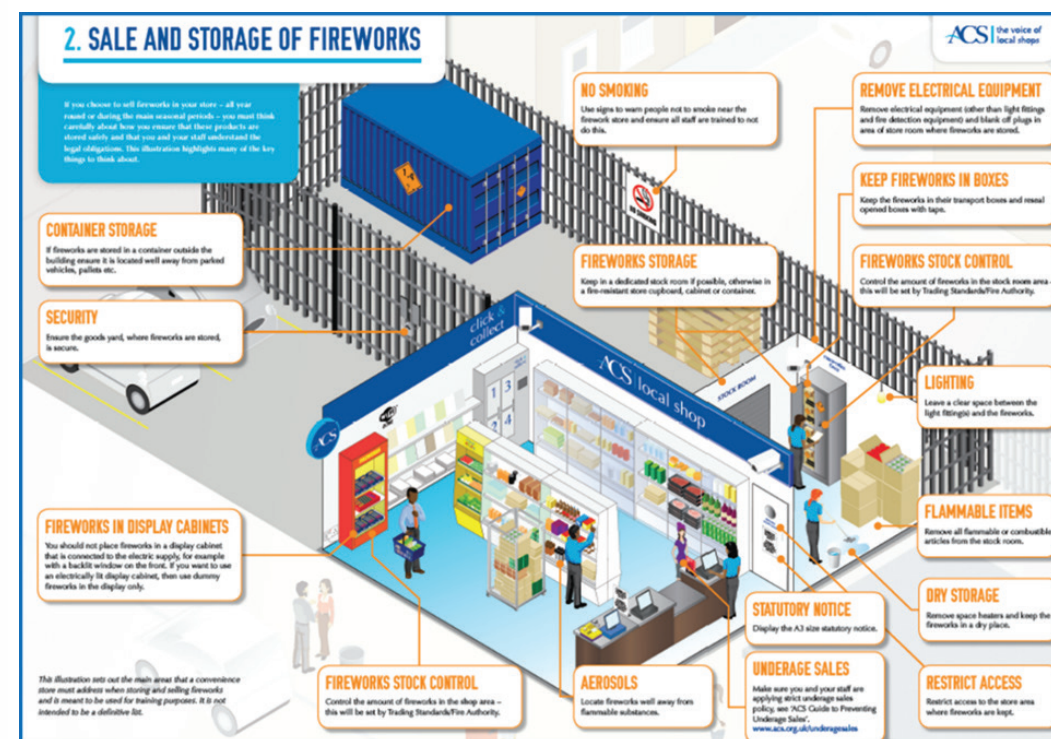 2. SALE AND STORAGE OF FIREWORKS
ACS the voice of
local shops
If you choose to sell fireworks in your store – all year
round or during the main seasonal periods – you must think
carefully about how you ensure that these products are
stored safely and that you and your staff understand the
legal obligations. This illustration highlights many of the key
things to think about.
NO SMOKING
Use signs to warn people not to smoke near the
firework store and ensure all staff are trained to not
do this.
REMOVE ELECTRICAL EQUIPMENT
Remove electrical equipment (other than light fittings
and fire detection equipment) and blank off plugs in
area of store room where fireworks are stored.
KEEP FIREWORKS IN BOXES
Keep the fireworks in their transport boxes and reseal
opened boxes with tape.
NO SMOKING
CONTAINER STORAGE
If fireworks are stored in a container outside the
building ensure it is located well away from parked
vehicles, pallets etc.
FIREWORKS STORAGE
Keep in a dedicated stock room if possible, otherwise in
a fire-resistant store cupboard, cabinet or container.
FIREWORKS STOCK CONTROL
Control the amount of fireworks in the stock room area –
this will be set by Trading Standards/Fire Authority.
SECURITY
Ensure the goods yard, where fireworks are stored,
is secure.
click &
collect
ACS local shop
STOCK ROOM
1 3
2 4
ACS
LIGHTING
Leave a clear space between the
light fitting(s) and the fireworks.
FLAMMABLE ITEMS
Remove all flammable or combustible
articles from the stock room.
FIREWORKS IN DISPLAY CABINETS
You should not place fireworks in a display cabinet
that is connected to the electric supply, for example
with a backlit window on the front. If you want to use
an electrically lit display cabinet, then use dummy
fireworks in the display only.
DRY STORAGE
Remove space heaters and keep the
fireworks in a dry place.
STATUTORY NOTICE
Display the A3 size statutory notice.
This illustration sets out the main areas that a convenience
store must address when storing and selling fireworks
and is meant to be used for training purposes. It is not
intended to be a definitive list.
FIREWORKS STOCK CONTROL
Control the amount of fireworks in the shop area –
this will be set by Trading Standards/Fire Authority.
AEROSOLS
Locate fireworks well away from
flammable substances.
UNDERAGE SALES
Make sure you and your staff are
applying strict underage sales
policy, see 'ACS Guide to Preventing
Underage Sales'.
www.acs.org.uk/underagesales
RESTRICT ACCESS
Restrict access to the store area
where fireworks are kept.